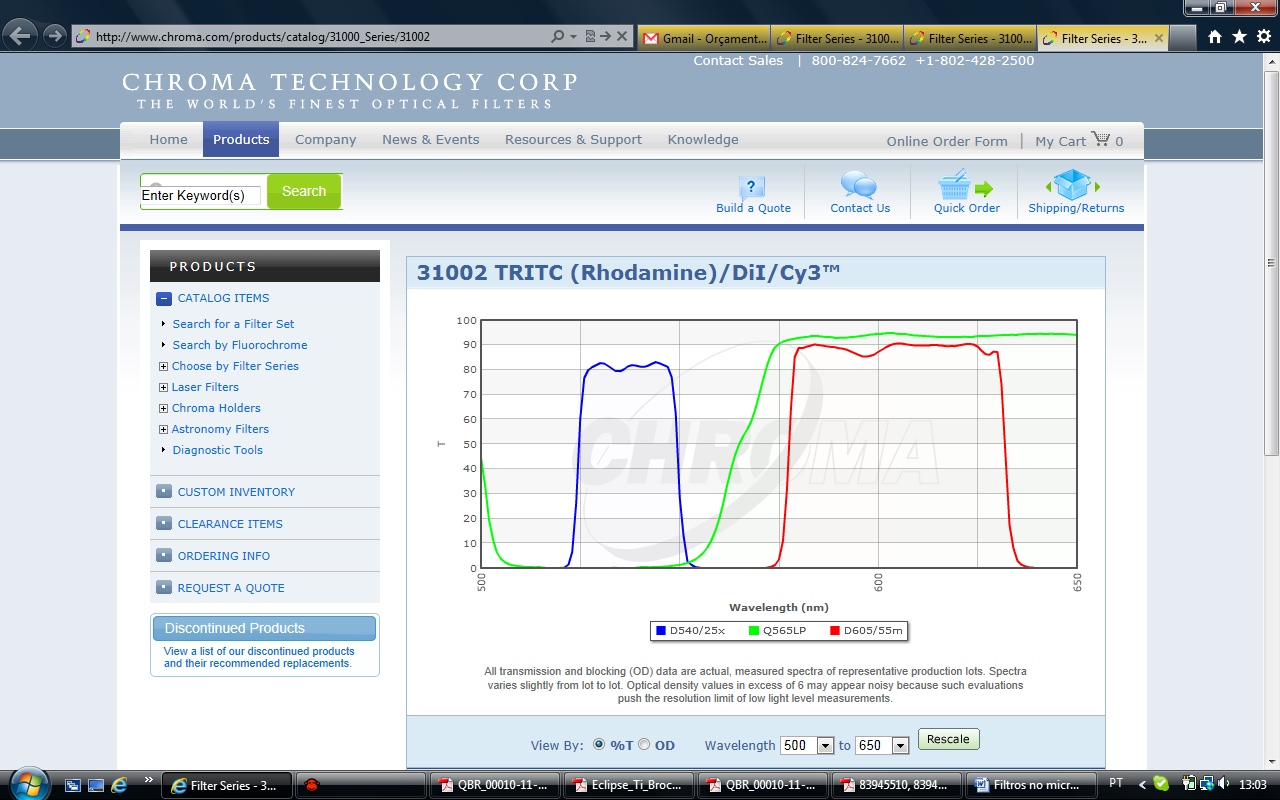 http://www.chroma.com/products/catalog/31000_Series/31002
Gmail - Orçament...
Filter Series - 3100...
Filter Series - 3100...
Filter Series - 3...
Contact Sales | 800-824-7662 +1-802-428-2500
CHROMA TECHNOLOGY CORP
THE WORLD'S FINEST OPTICAL FILTERS
Home Products Company News & Events Resources & Support Knowledge
Online Order Form | My Cart 0
Enter Keyword(s) Search
Build a Quote Contact Us Quick Order Shipping/Returns
PRODUCTS
CATALOG ITEMS
Search for a Filter Set
Search by Fluorochrome
Choose by Filter Series
Laser Filters
Chroma Holders
Astronomy Filters
Diagnostic Tools
CUSTOM INVENTORY
CLEARANCE ITEMS
ORDERING INFO
REQUEST A QUOTE
Discontinued Products
View a list of our discontinued products
and their recommended replacements.
31002 TRITC (Rhodamine)/DiI/Cy3™
100
90
80
70
60
50
40
30
20
10
0
T
CHROMA
500 600 650
Wavelength (nm)
D540/25x Q565LP D605/55m
All transmission and blocking (OD) data are actual, measured spectra of representative production lots. Spectra
varies slightly from lot to lot. Optical density values in excess of 6 may appear noisy because such evaluations
push the resolution limit of low light level measurements.
View By: %T OD Wavelength 500 to 650 Rescale
Filter Series - 3...
QBR_00010-11-...
Eclipse_Ti_Broc...
QBR_00010-11-...
83945510, 8394...
Filtros no micr...
PT
13:03